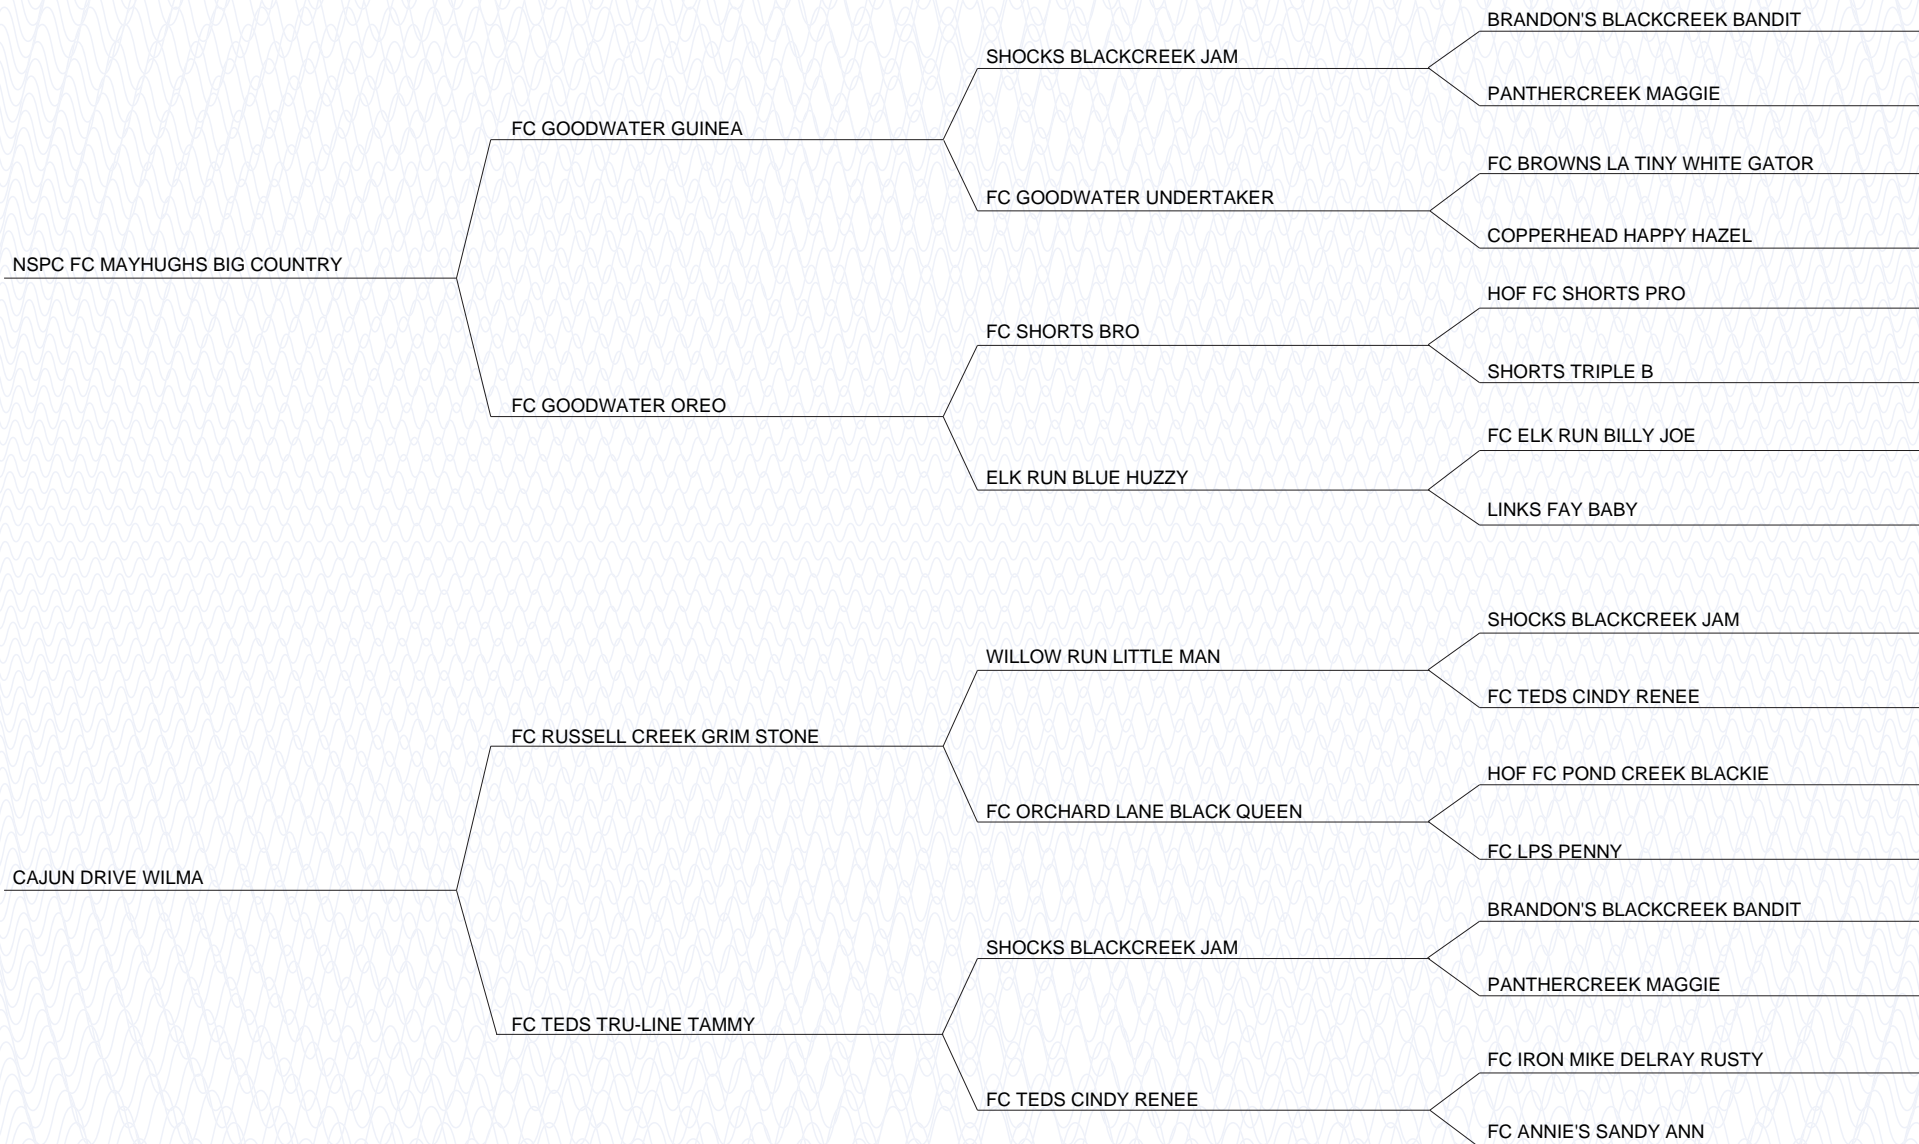 BRANDON'S BLACKCREEK BANDIT
SHOCKS BLACKCREEK JAM
PANTHERCREEK MAGGIE
FC GOODWATER GUINEA
FC BROWNS LA TINY WHITE GATOR
FC GOODWATER UNDERTAKER
COPPERHEAD HAPPY HAZEL
NSPC FC MAYHUGHS BIG COUNTRY
HOF FC SHORTS PRO
FC SHORTS BRO
SHORTS TRIPLE B
FC GOODWATER OREO
FC ELK RUN BILLY JOE
ELK RUN BLUE HUZZY
LINKS FAY BABY
SHOCKS BLACKCREEK JAM
WILLOW RUN LITTLE MAN
FC TEDS CINDY RENEE
FC RUSSELL CREEK GRIM STONE
HOF FC POND CREEK BLACKIE
FC ORCHARD LANE BLACK QUEEN
FC LPS PENNY
CAJUN DRIVE WILMA
BRANDON'S BLACKCREEK BANDIT
SHOCKS BLACKCREEK JAM
PANTHERCREEK MAGGIE
FC TEDS TRU-LINE TAMMY
FC IRON MIKE DELRAY RUSTY
FC TEDS CINDY RENEE
FC ANNIE'S SANDY ANN